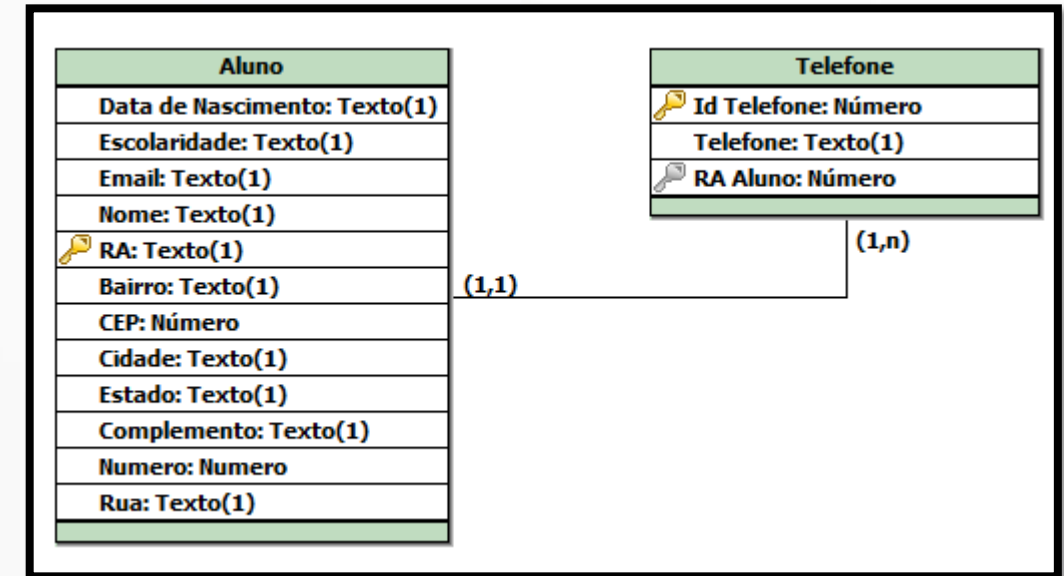 Aluno
Data de Nascimento: Texto(1)
Escolaridade: Texto(1)
Email: Texto(1)
Nome: Texto(1)
RA: Texto(1)
Bairro: Texto(1)
CEP: Número
Cidade: Texto(1)
Estado: Texto(1)
Complemento: Texto(1)
Numero: Numero
Rua: Texto(1)
(1,1)
Telefone
Id Telefone: Número
Telefone: Texto(1)
RA Aluno: Número
(1,n)